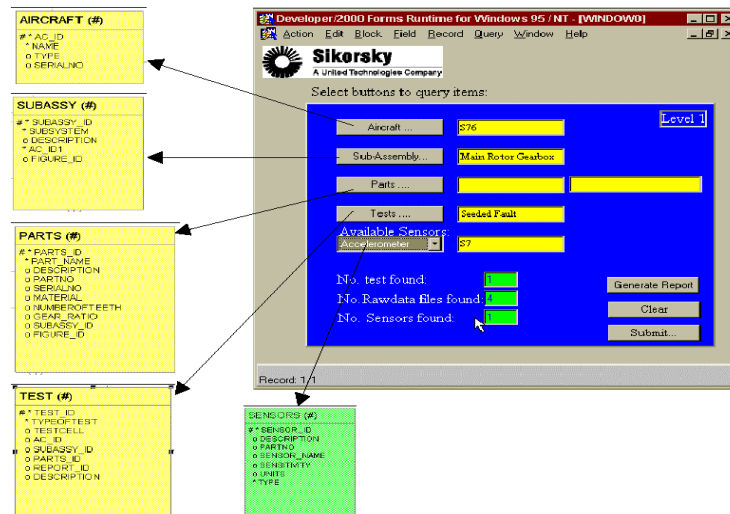 AIRCRAFT (#)
# * AC_ID
* NAME
o TYPE
o SERIALNO
SUBASSY (#)
# * SUBASSY_ID
* SUBSYSTEM
o DESCRIPTION
* AC_ID1
o FIGURE_ID
PARTS (#)
# * PARTS_ID
* PART_NAME
o DESCRIPTION
o PARTNO
o SERIALNO
o MATERIAL
o NUMBEROFTEETH
o GEAR_RATIO
o SUBASSY_ID
o FIGURE_ID
TEST (#)
# * TEST_ID
* TYPEOFTEST
o TESTCELL
o AC_ID
o SUBASSY_ID
o PARTS_ID
o REPORT_ID
o DESCRIPTION
Developer/2000 Forms Runtime for Windows 95 / NT - [WINDOW0]
Action Edit Block Field Record Query Window Help
Sikorsky
A United Technologies Company
Select buttons to query items:
Level 1
Aircraft ... S76
Sub-Assembly... Main Rotor Gearbox
Parts ....
Tests .... Seeded Fault
Available Sensors:
Accelerometer S7
No. test found: 1
No.Rawdata files found: 4
No. Sensors found: 1
Generate Report
Clear
Submit...
Record: 1/1
SENSORS (#)
# * SENSOR_ID
o DESCRIPTION
o PARTNO
o SENSOR_NAME
o SENSITIVITY
o UNITS
* TYPE